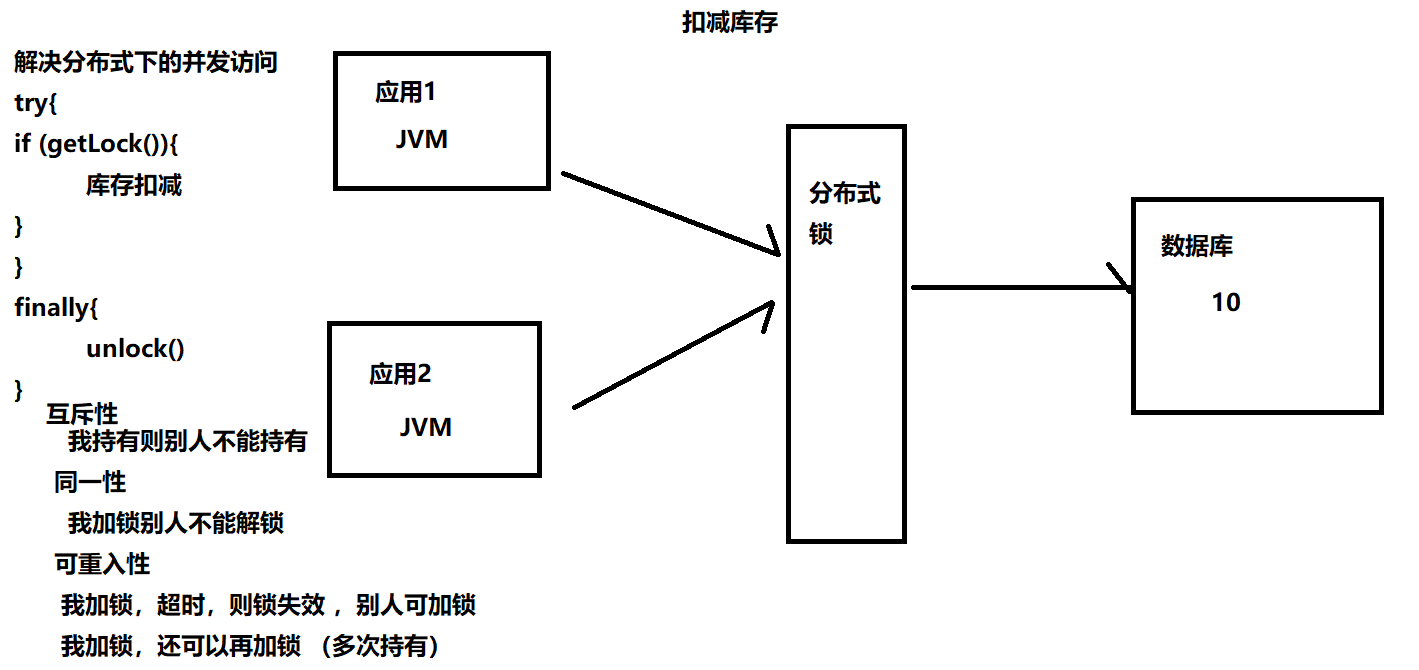 扣减库存
解决分布式下的并发访问
try{
if (getLock()){
库存扣减
}
}
finally{
unlock()
}
互斥性
我持有则别人不能持有
同一性
我加锁别人不能解锁
可重入性
我加锁，超时，则锁失效 ，别人可加锁
我加锁，还可以再加锁 （多次持有）
应用1
JVM
应用2
JVM
分布式
锁
数据库
10